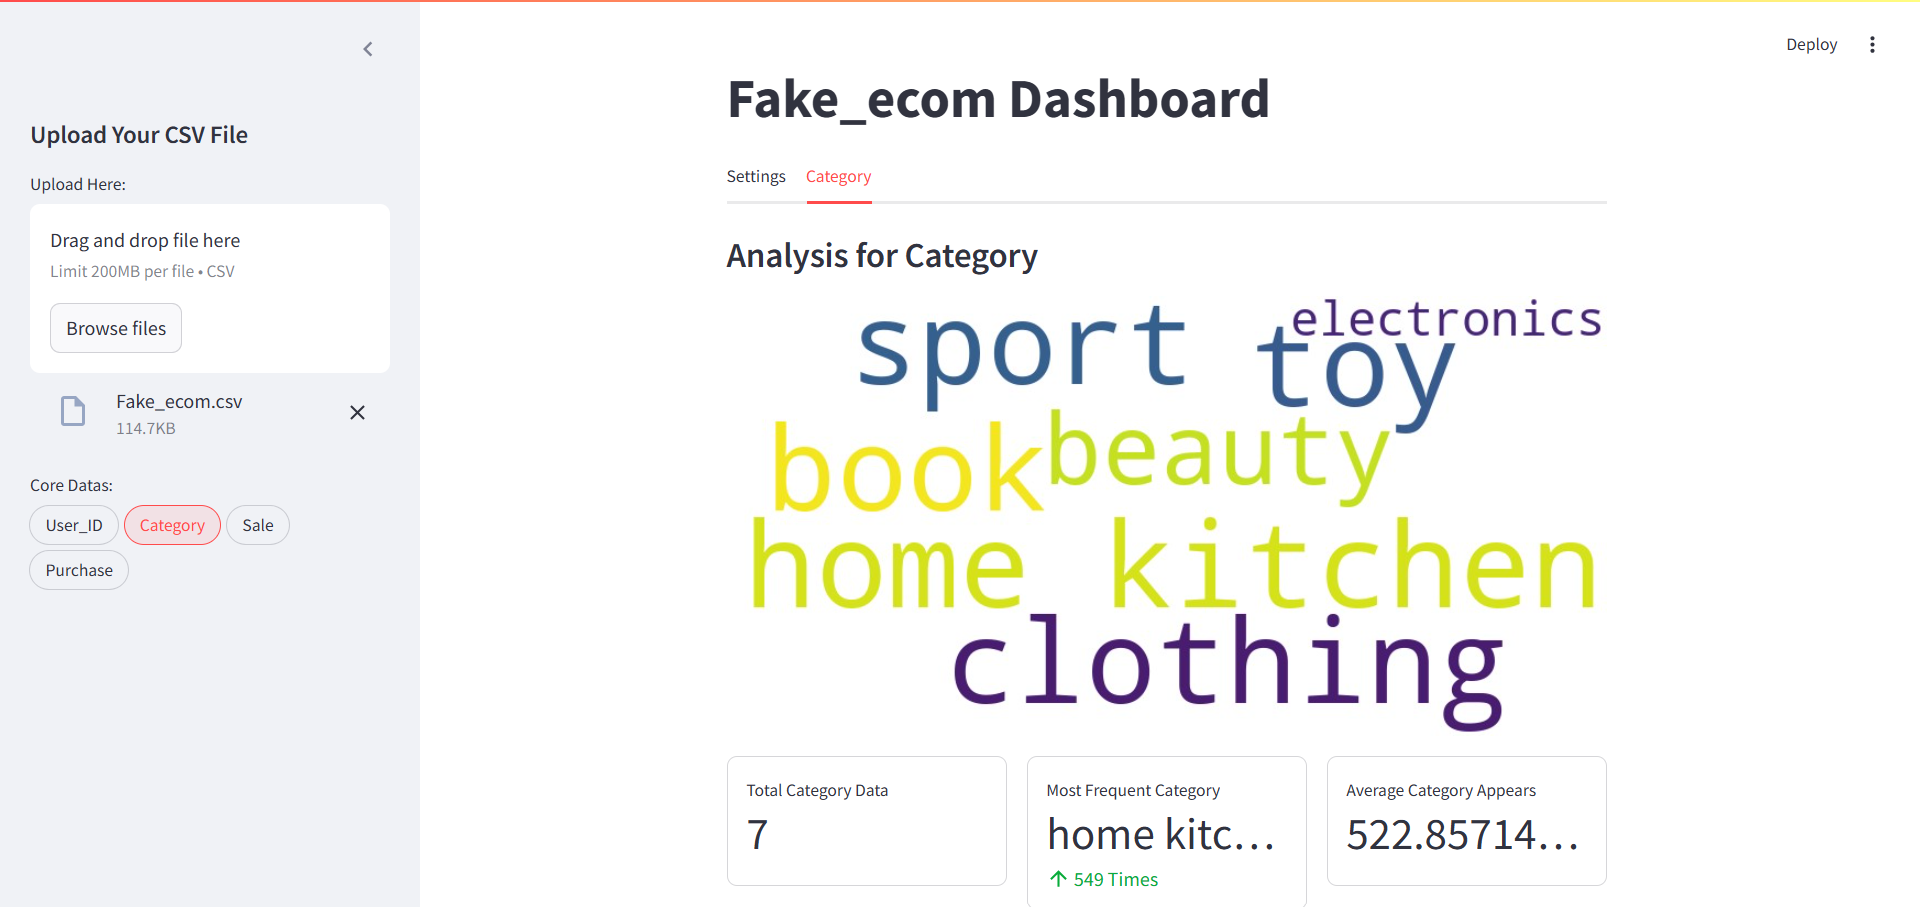 Deploy
Upload Your CSV File
Upload Here:
Drag and drop file here
Limit 200MB per file • CSV
Browse files
Fake_ecom.csv
114.7KB
Core Datas:
User_ID Category Sale
Purchase
Fake_ecom Dashboard
Settings Category
Analysis for Category
electronics
sport toy
book beauty
home kitchen
clothing
Total Category Data
7
Most Frequent Category
home kitc...
549 Times
Average Category Appears
522.85714...